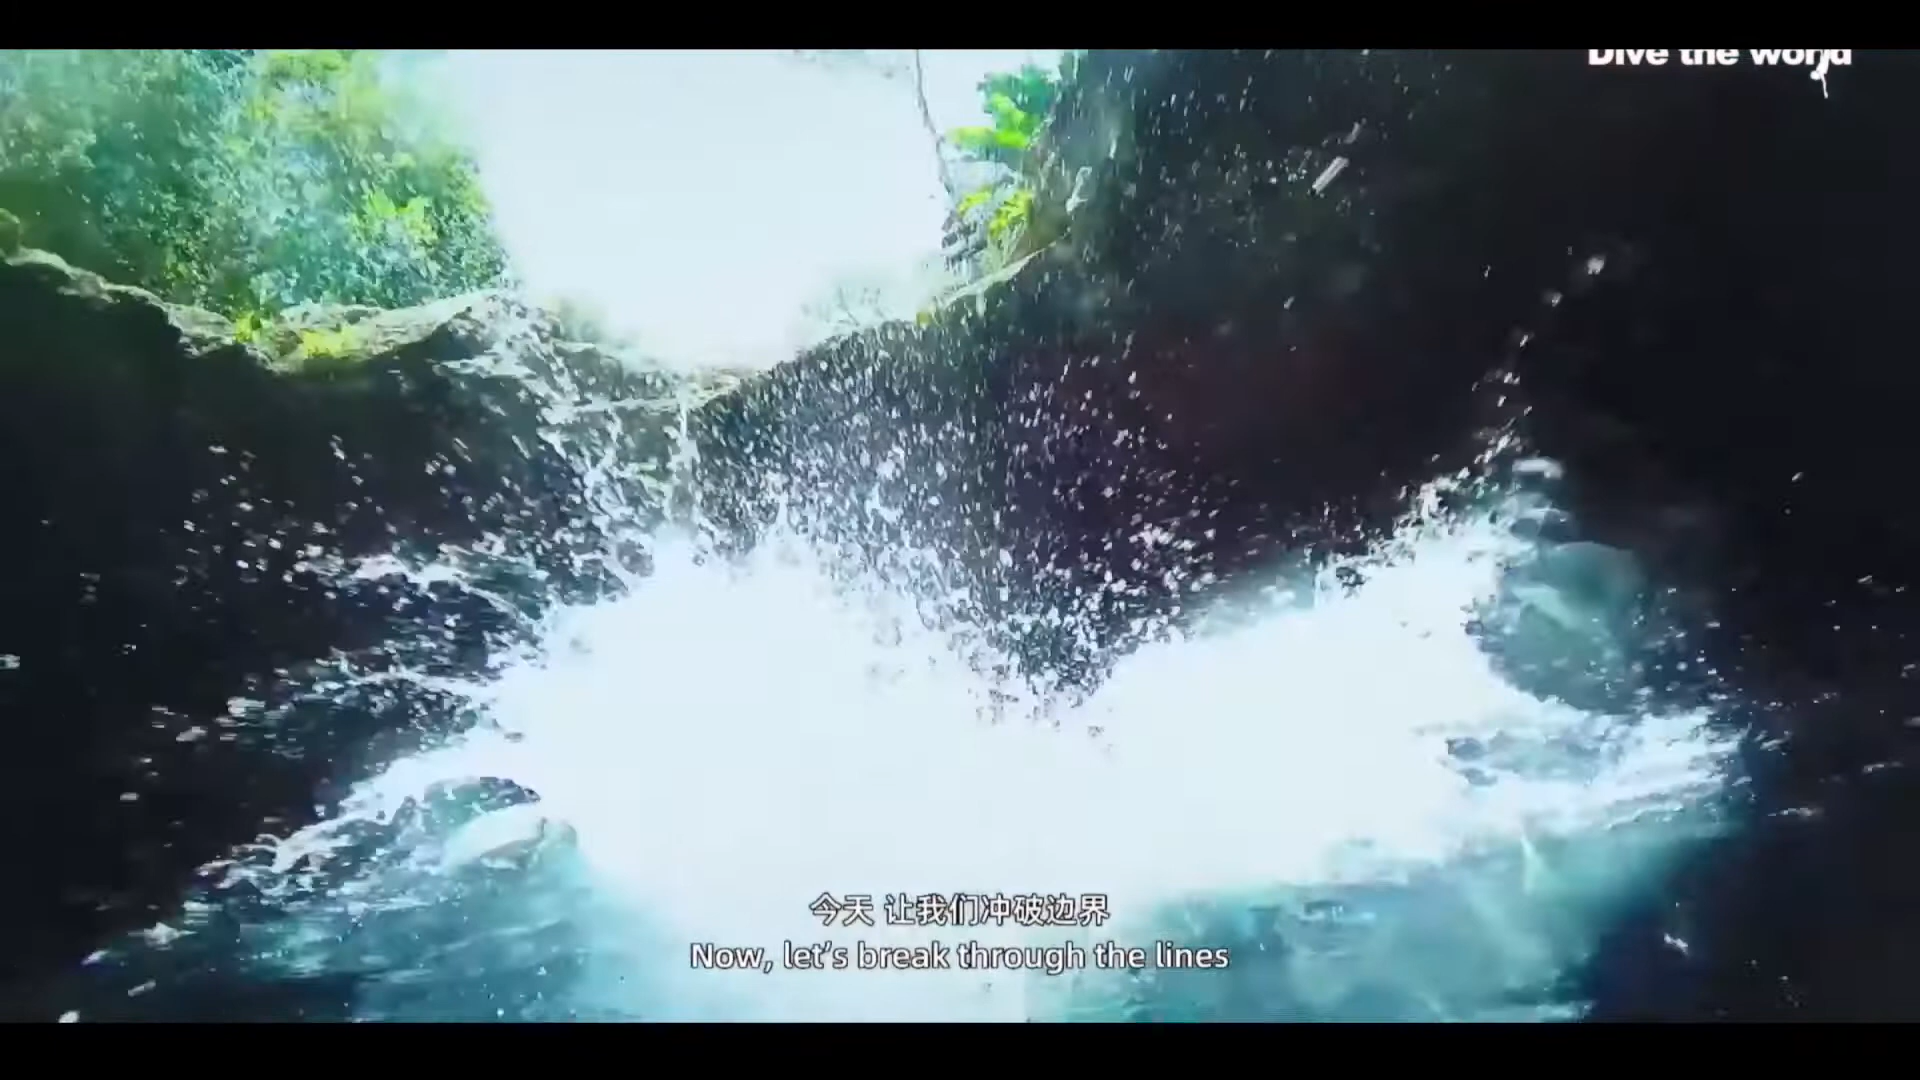 Dive the world
今天 让我们冲破边界
Now, let's break through the lines